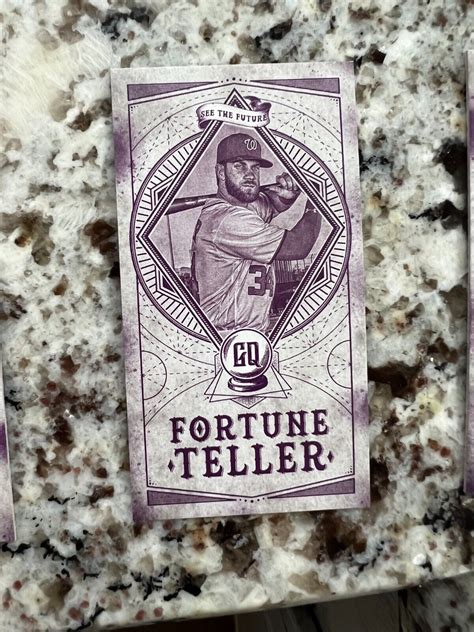 SEE THE FUTURE
W
34
GQ
FORTUNE
TELLER